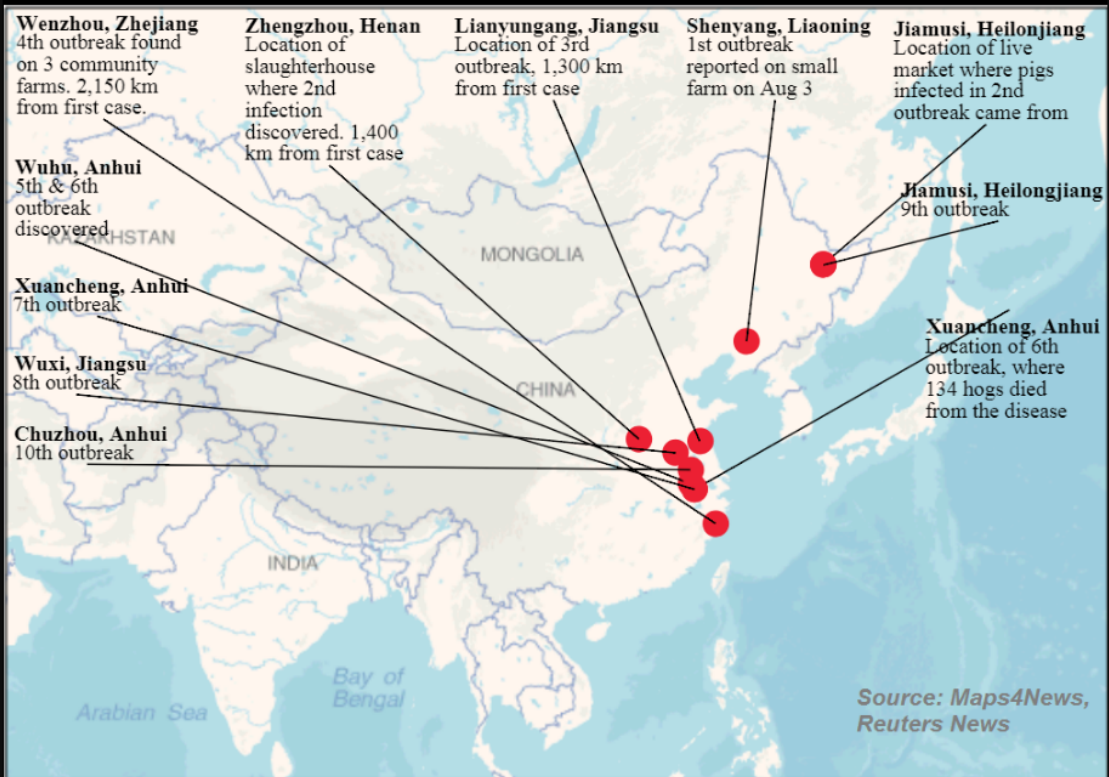 Wenzhou, Zhejiang
4th outbreak found
on 3 community
farms. 2,150 km
from first case.
Zhengzhou, Henan
Location of
slaughterhouse
where 2nd
infection
discovered. 1,400
km from first case
Lianyungang, Jiangsu
Location of 3rd
outbreak, 1,300 km
from first case
Shenyang, Liaoning
1st outbreak
reported on small
farm on Aug 3
Jiamusi, Heilonjiang
Location of live
market where pigs
infected in 2nd
outbreak came from
Wuhu, Anhui
5th & 6th
outbreak
discovered
Jiamusi, Heilongjiang
9th outbreak
KAZAKHSTAN
MONGOLIA
Xuancheng, Anhui
7th outbreak
Xuancheng, Anhui
Location of 6th
outbreak, where
134 hogs died
from the disease
Wuxi, Jiangsu
8th outbreak
CHINA
Chuzhou, Anhui
10th outbreak
INDIA
Bay of
Bengal
Arabian Sea
Source: Maps4News,
Reuters News